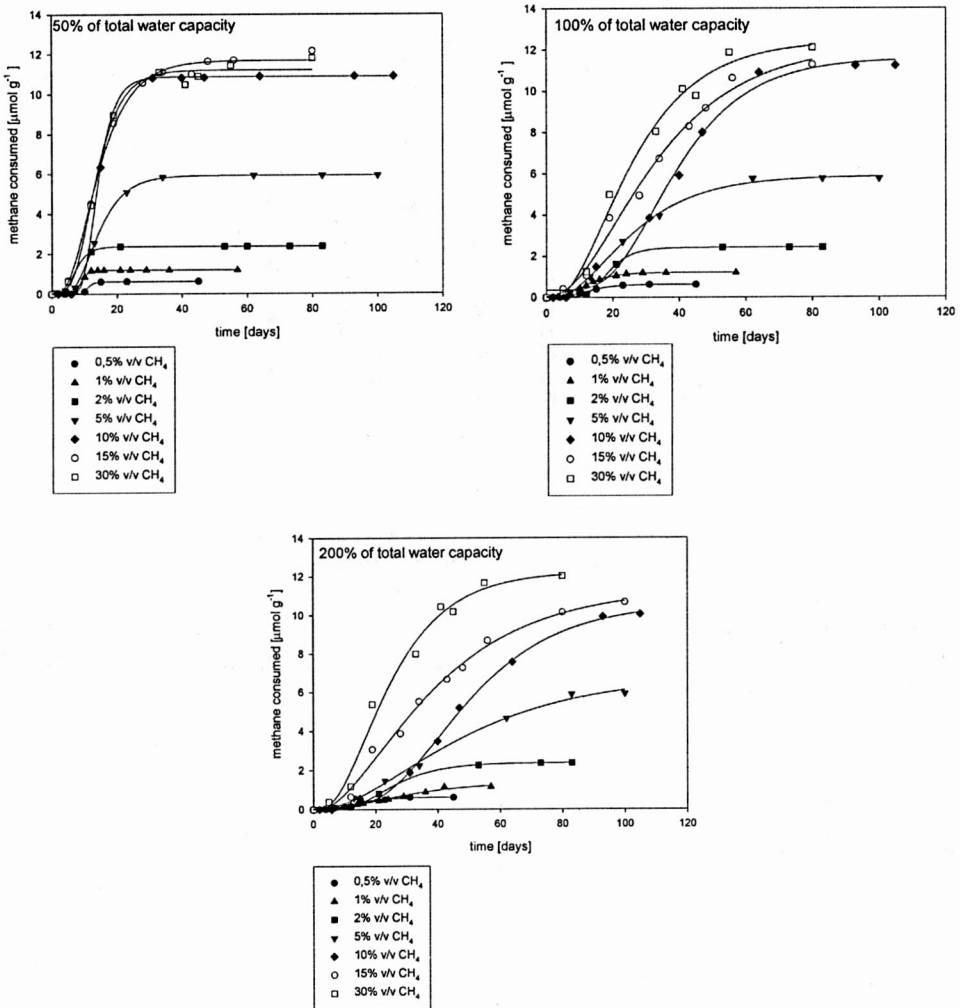 50% of total water capacity
14
12
10
8
6
4
2
0
methane consumed [µmol g⁻¹]
0 20 40 60 80 100 120
time [days]
0,5% v/v CH₄
1% v/v CH₄
2% v/v CH₄
5% v/v CH₄
10% v/v CH₄
15% v/v CH₄
30% v/v CH₄
100% of total water capacity
14
12
10
8
6
4
2
0
methane consumed [µmol g⁻¹]
0 20 40 60 80 100 120
time [days]
0,5% v/v CH₄
1% v/v CH₄
2% v/v CH₄
5% v/v CH₄
10% v/v CH₄
15% v/v CH₄
30% v/v CH₄
200% of total water capacity
14
12
10
8
6
4
2
0
methane consumed [µmol g⁻¹]
0 20 40 60 80 100 120
time [days]
0,5% v/v CH₄
1% v/v CH₄
2% v/v CH₄
5% v/v CH₄
10% v/v CH₄
15% v/v CH₄
30% v/v CH₄